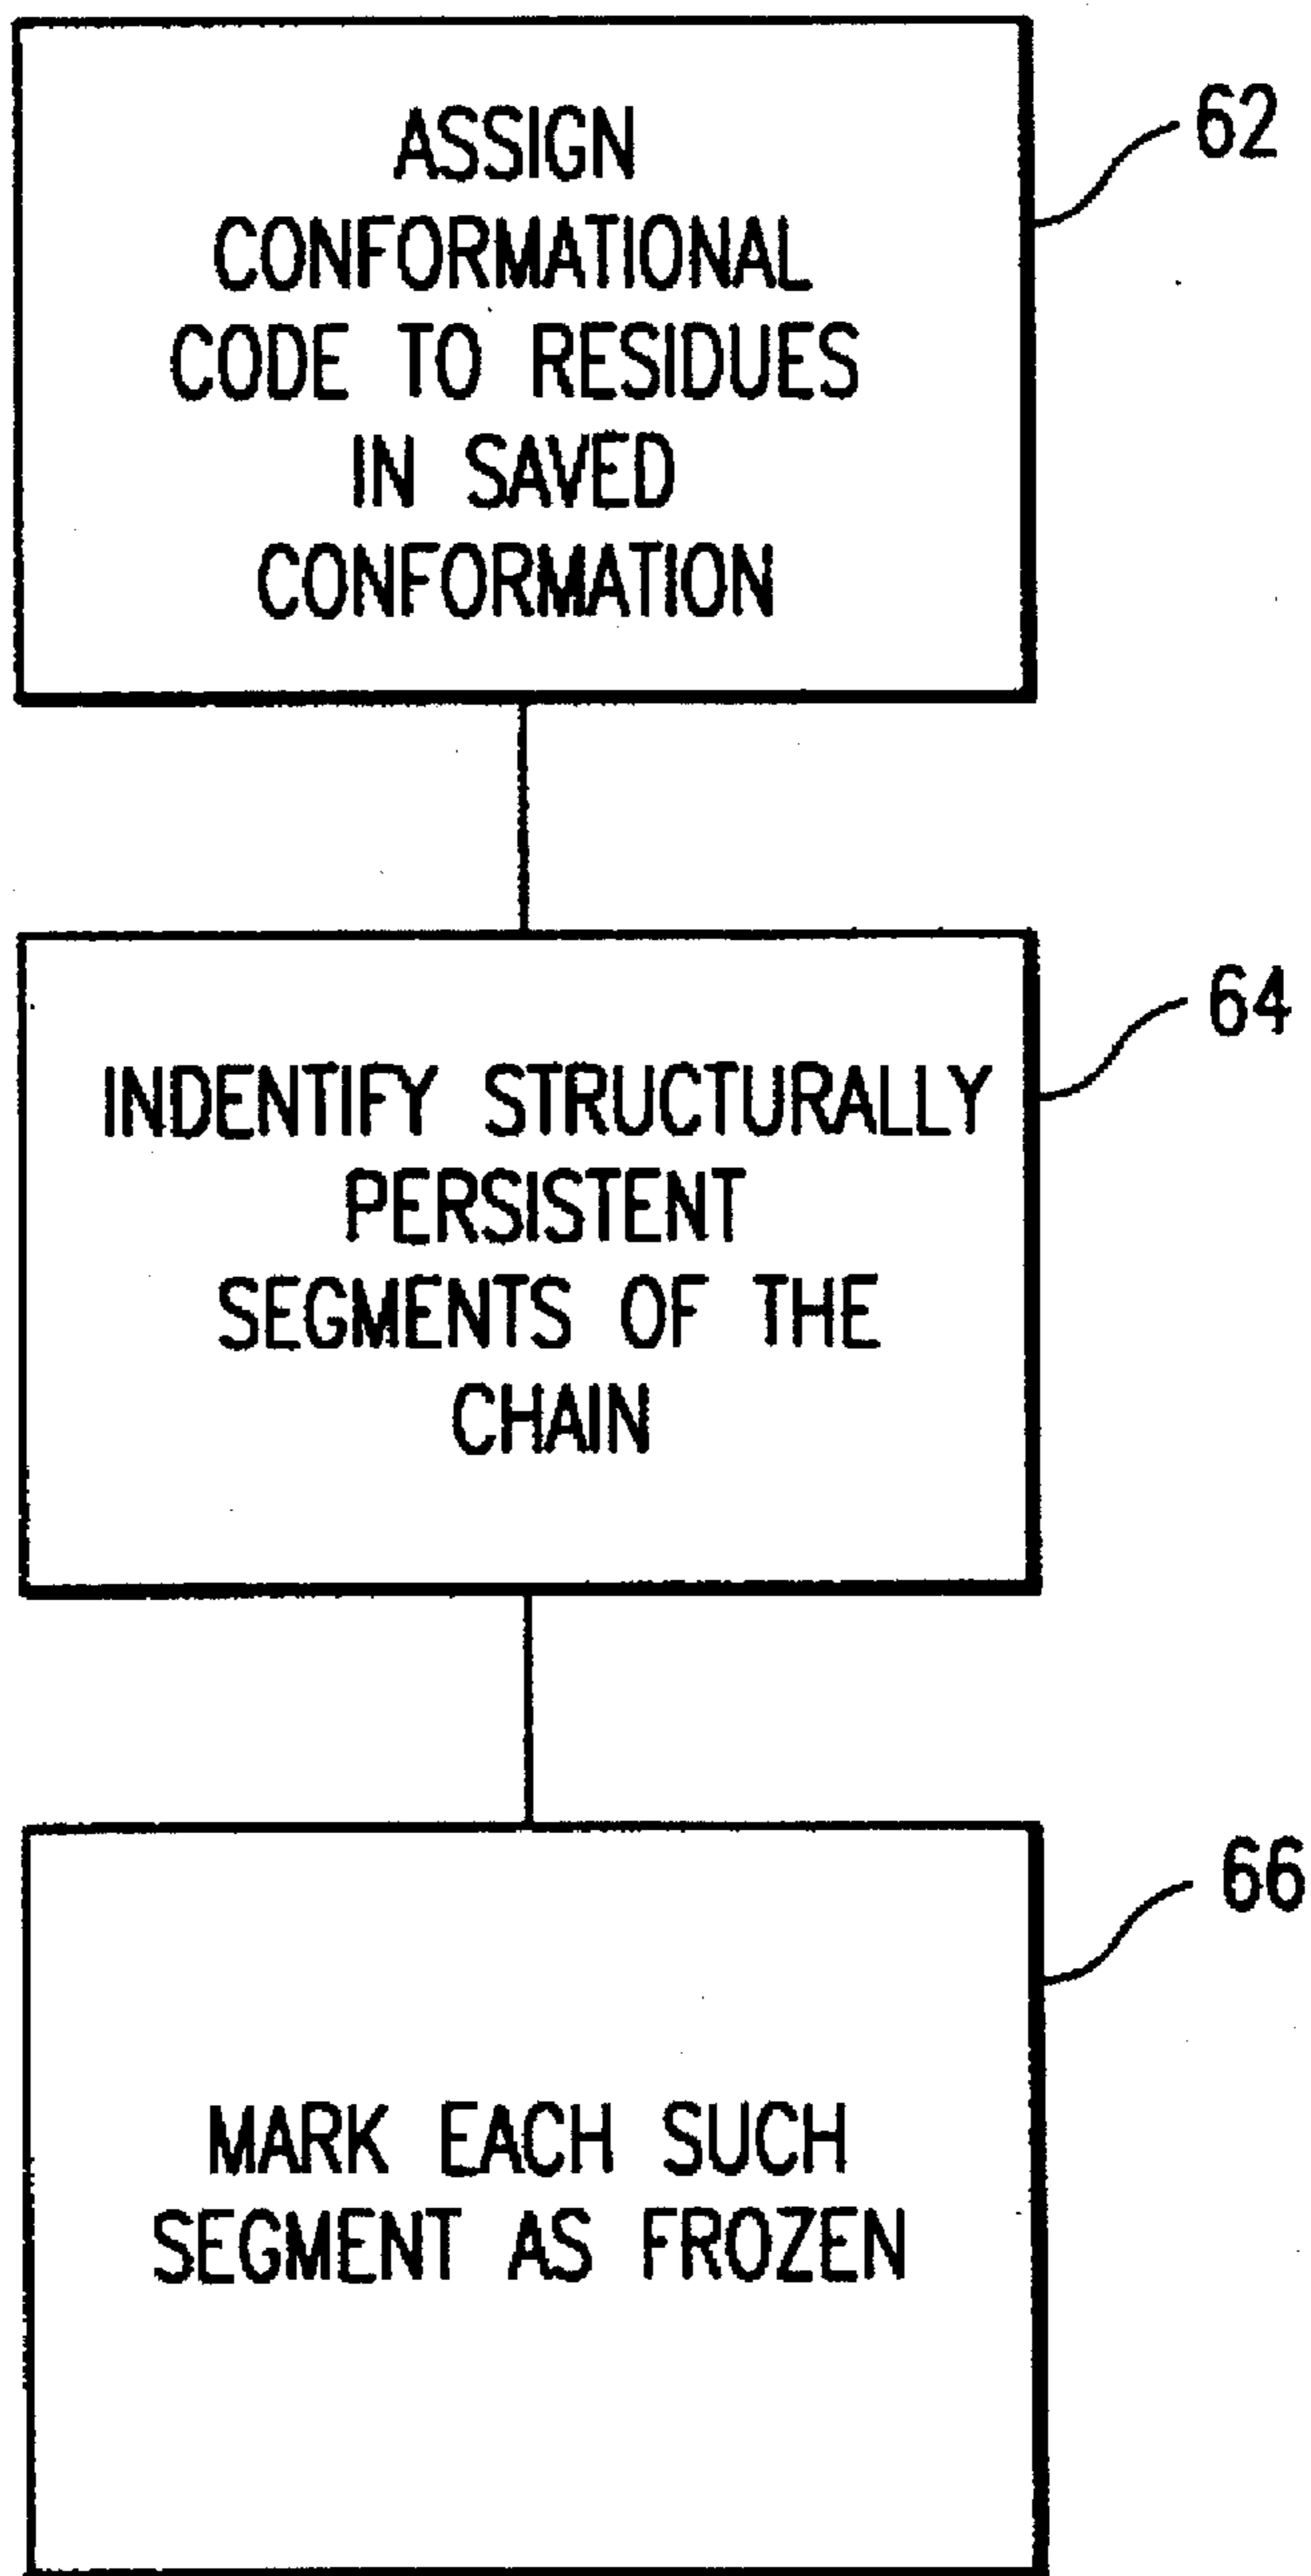 ASSIGN
CONFORMATIONAL
CODE TO RESIDUES
IN SAVED
CONFORMATION
62
INDENTIFY STRUCTURALLY
PERSISTENT
SEGMENTS OF THE
CHAIN
64
MARK EACH SUCH
SEGMENT AS FROZEN
66